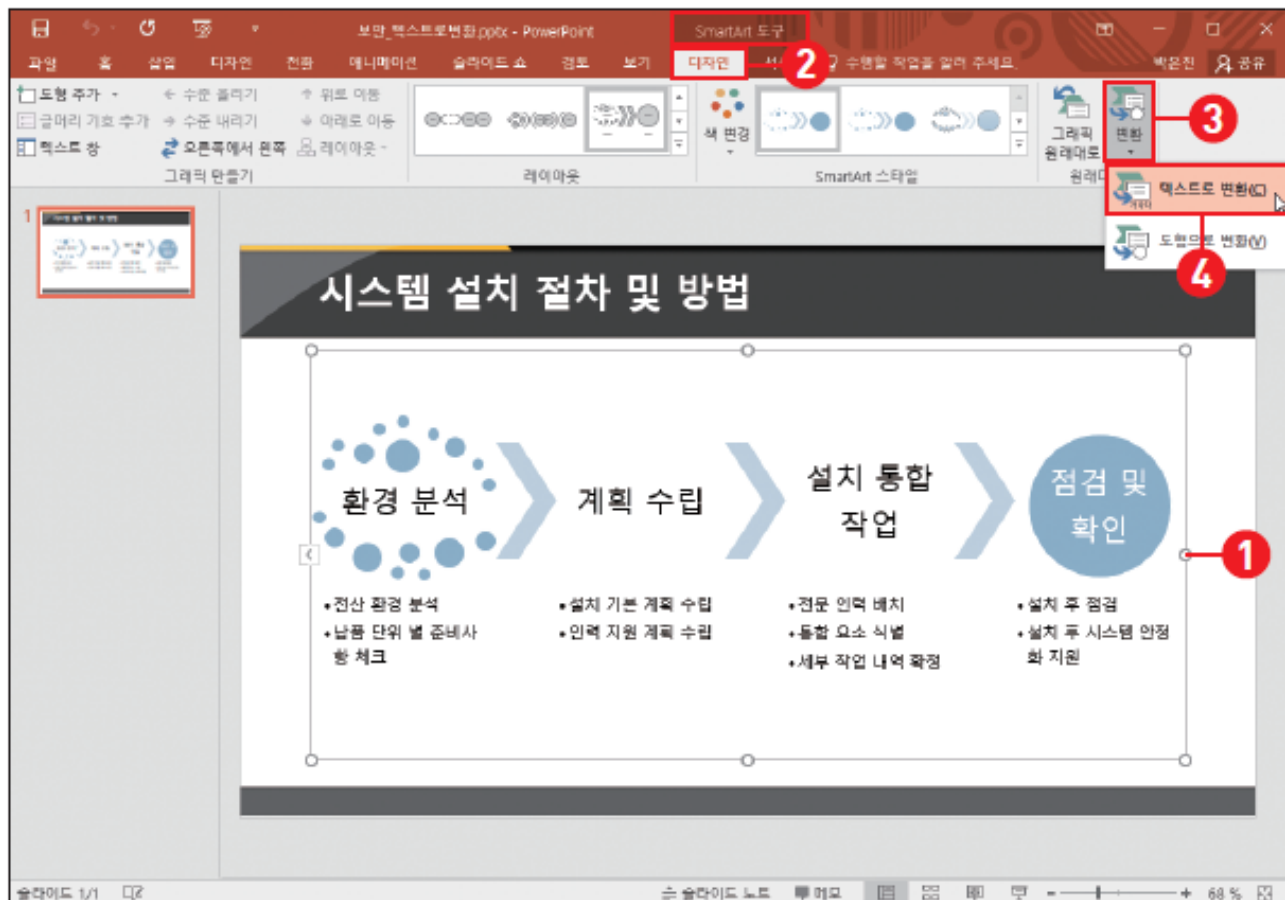 보안_텍스트로변환.pptx - PowerPoint
SmartArt 도구
파일 홈 삽입 디자인 전환 애니메이션 슬라이드 쇼 검토 보기 디자인
2
수행할 작업을 알려 주세요.
박은진 공유
도형 추가
수준 올리기
위로 이동
글머리 기호 추가
수준 내리기
아래로 이동
텍스트 창
오른쪽에서 왼쪽
레이아웃
색 변경
그래픽
원래대로
변환
3
그래픽 만들기
레이아웃
SmartArt 스타일
원래대
텍스트로 변환(C)
도형으로 변환(V)
4
1
시스템 설치 절차 및 방법
환경 분석
계획 수립
설치 통합
작업
점검 및
확인
1
•전산 환경 분석
•납품 단위 별 준비사
항 체크
•설치 기본 계획 수립
•인력 지원 계획 수립
•전문 인력 배치
•통합 요소 식별
•세부 작업 내역 확정
•설치 후 점검
•설치 후 시스템 안정
화 지원
슬라이드 1/1
슬라이드 노트
메모
68 %